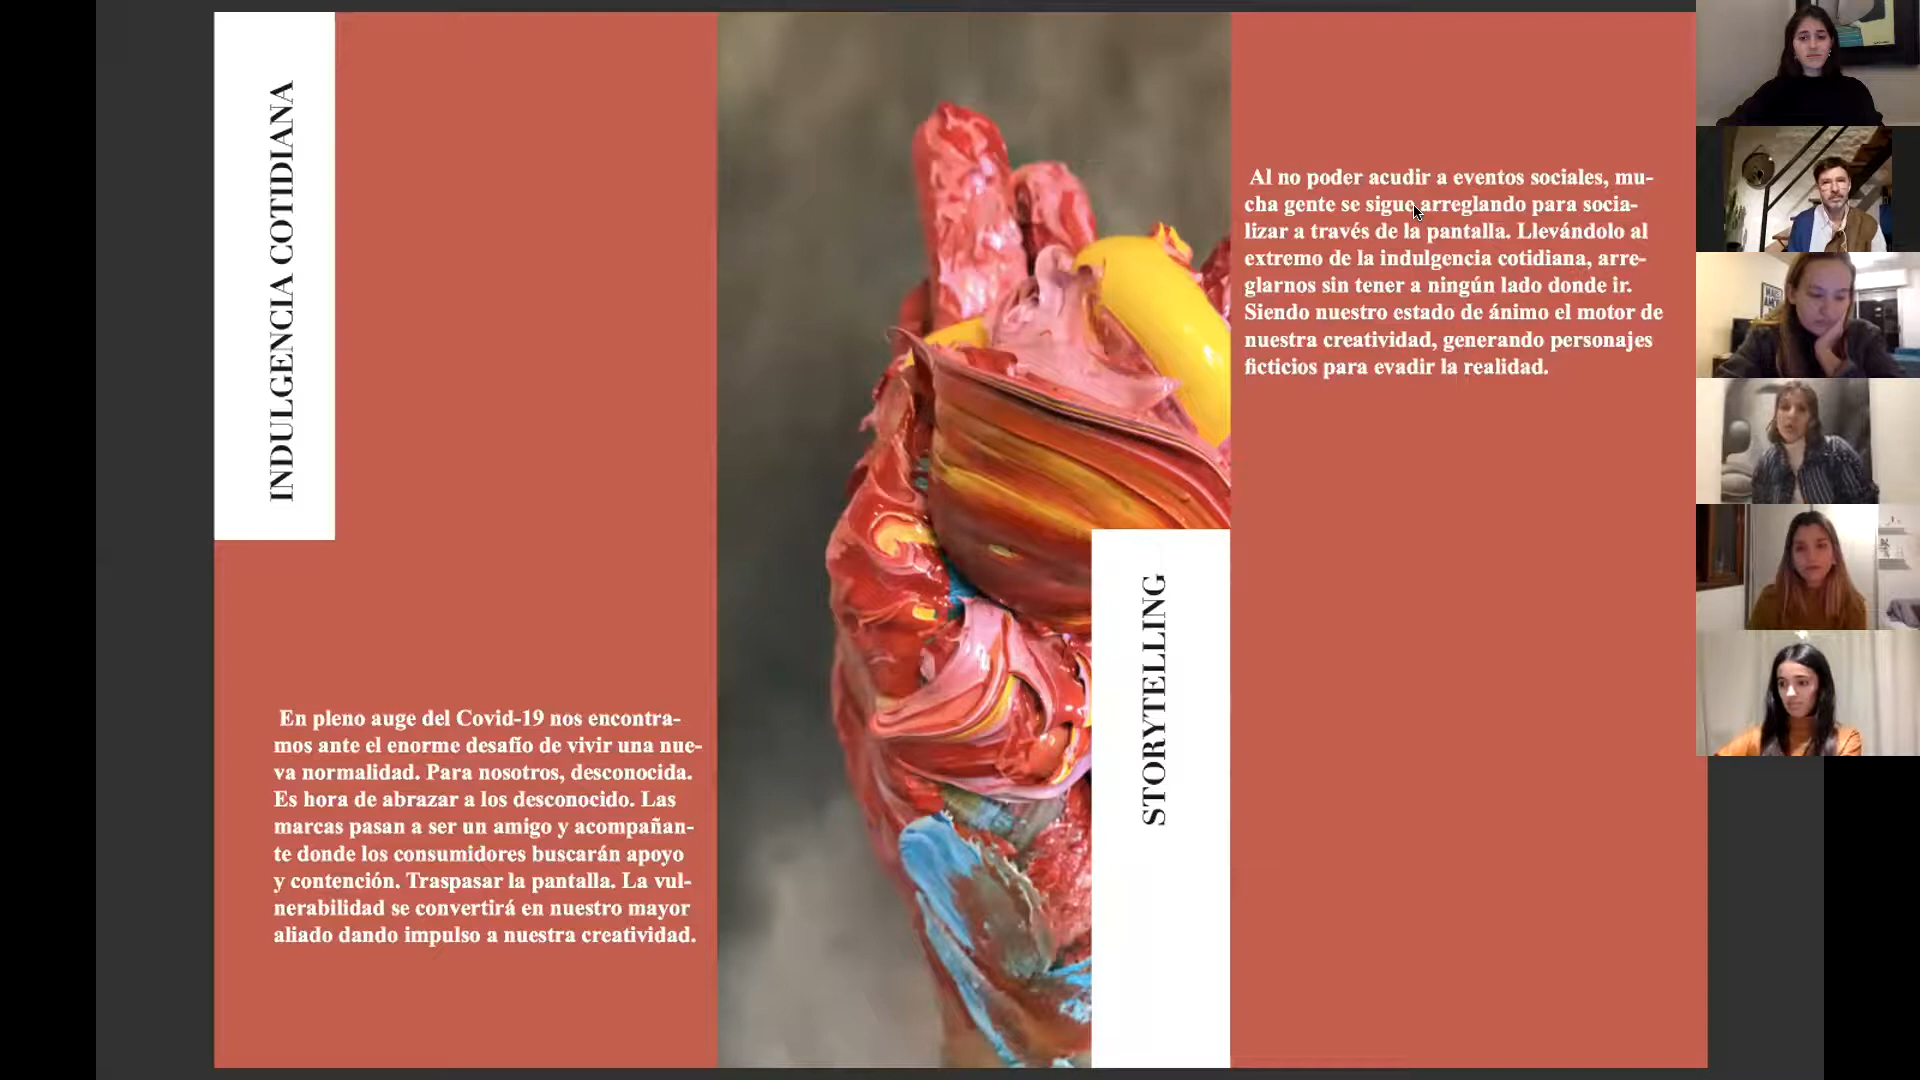 INDULGENCIA COTIDIANA
En pleno auge del Covid-19 nos encontra-
mos ante el enorme desafío de vivir una nue-
va normalidad. Para nosotros, desconocida.
Es hora de abrazar a los desconocido. Las
marcas pasan a ser un amigo y acompañan-
te donde los consumidores buscarán apoyo
y contención. Traspasar la pantalla. La vul-
nerabilidad se convertirá en nuestro mayor
aliado dando impulso a nuestra creatividad.
STORYTELLING
Al no poder acudir a eventos sociales, mu-
cha gente se sigue arreglando para socia-
lizar a través de la pantalla. Llevándolo al
extremo de la indulgencia cotidiana, arre-
glarnos sin tener a ningún lado donde ir.
Siendo nuestro estado de ánimo el motor de
nuestra creatividad, generando personajes
ficticios para evadir la realidad.